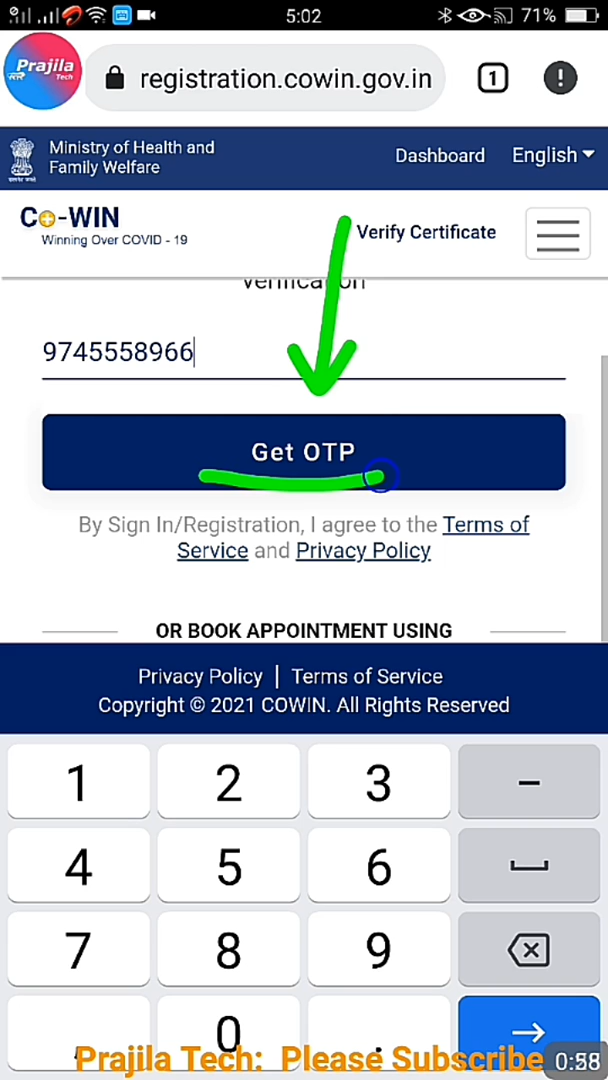 5:02
71%
Prajila
Tech
registration.cowin.gov.in
1
Ministry of Health and
Family Welfare
Dashboard
English
Co-WIN
Winning Over COVID - 19
Verify Certificate
Verification
9745558966
Get OTP
By Sign In/Registration, I agree to the Terms of
Service and Privacy Policy
OR BOOK APPOINTMENT USING
Privacy Policy | Terms of Service
Copyright © 2021 COWIN. All Rights Reserved
1 2 3 –
4 5 6
7 8 9
, 0 .
Prajila Tech: Please Subscribe
0:58